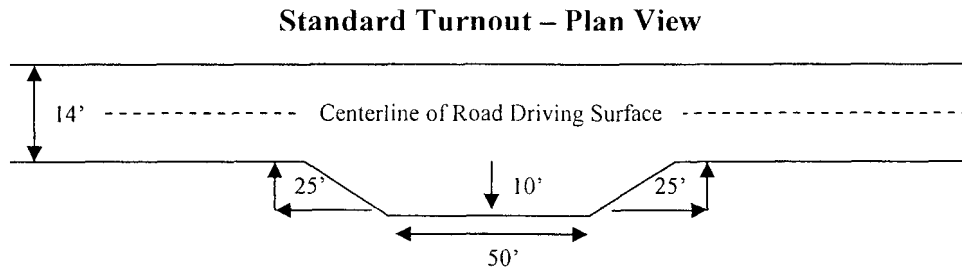 Standard Turnout – Plan View
14'
Centerline of Road Driving Surface
25'
10'
25'
50'